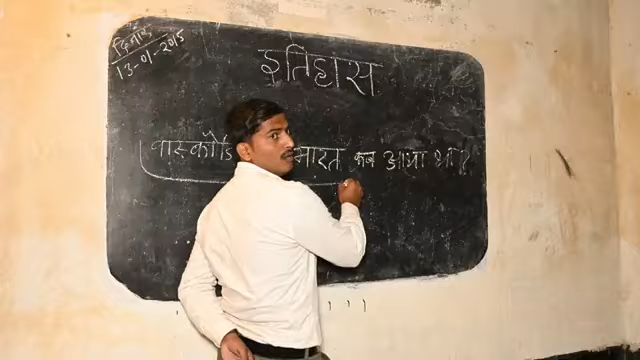 दिनांक
13-01-2015
इतिहास
वास्कोडि भारत कब आया था?